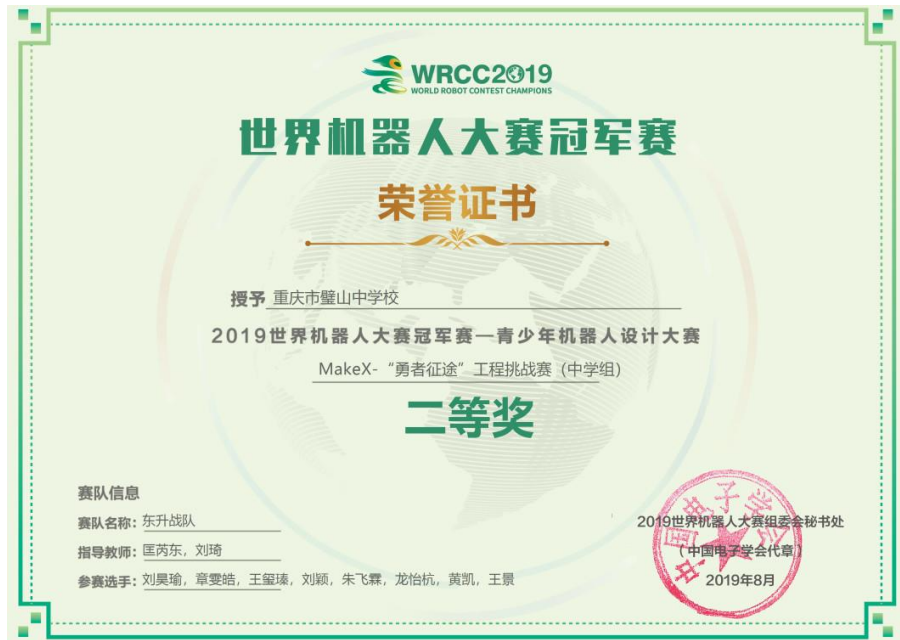 WRCC2019
WORLD ROBOT CONTEST CHAMPIONS
世界机器人大赛冠军赛
荣誉证书
授予 重庆市璧山中学校
2019世界机器人大赛冠军赛—青少年机器人设计大赛
MakeX-“勇者征途”工程挑战赛（中学组）
二等奖
赛队信息
赛队名称：东升战队
指导教师：匡芮东，刘琦
参赛选手：刘昊瑜，章雯皓，王玺瑧，刘颖，朱飞霖，龙怡杭，黄凯，王景
2019世界机器人大赛组委会秘书处
（中国电子学会代章）
2019年8月
中国电子学会